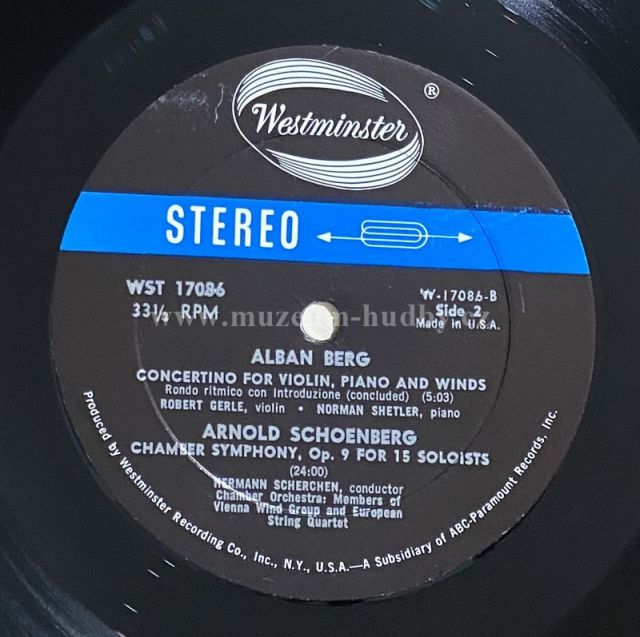 Westminster ®
STEREO
WST 17086
33⅓ RPM
W-17086-B
Side 2
Made in U.S.A.
www.muzeum-hudby.cz
ALBAN BERG
CONCERTINO FOR VIOLIN, PIANO AND WINDS
Rondo ritmico con Introduzione (concluded) (5:03)
ROBERT GERLE, violin • NORMAN SHETLER, piano
ARNOLD SCHOENBERG
CHAMBER SYMPHONY, Op. 9 FOR 15 SOLOISTS
(24:00)
HERMANN SCHERCHEN, conductor
Chamber Orchestra: Members of
Vienna Wind Group and European
String Quartet
Produced by Westminster Recording Co., Inc., N.Y., U.S.A.—A Subsidiary of ABC-Paramount Records, Inc.